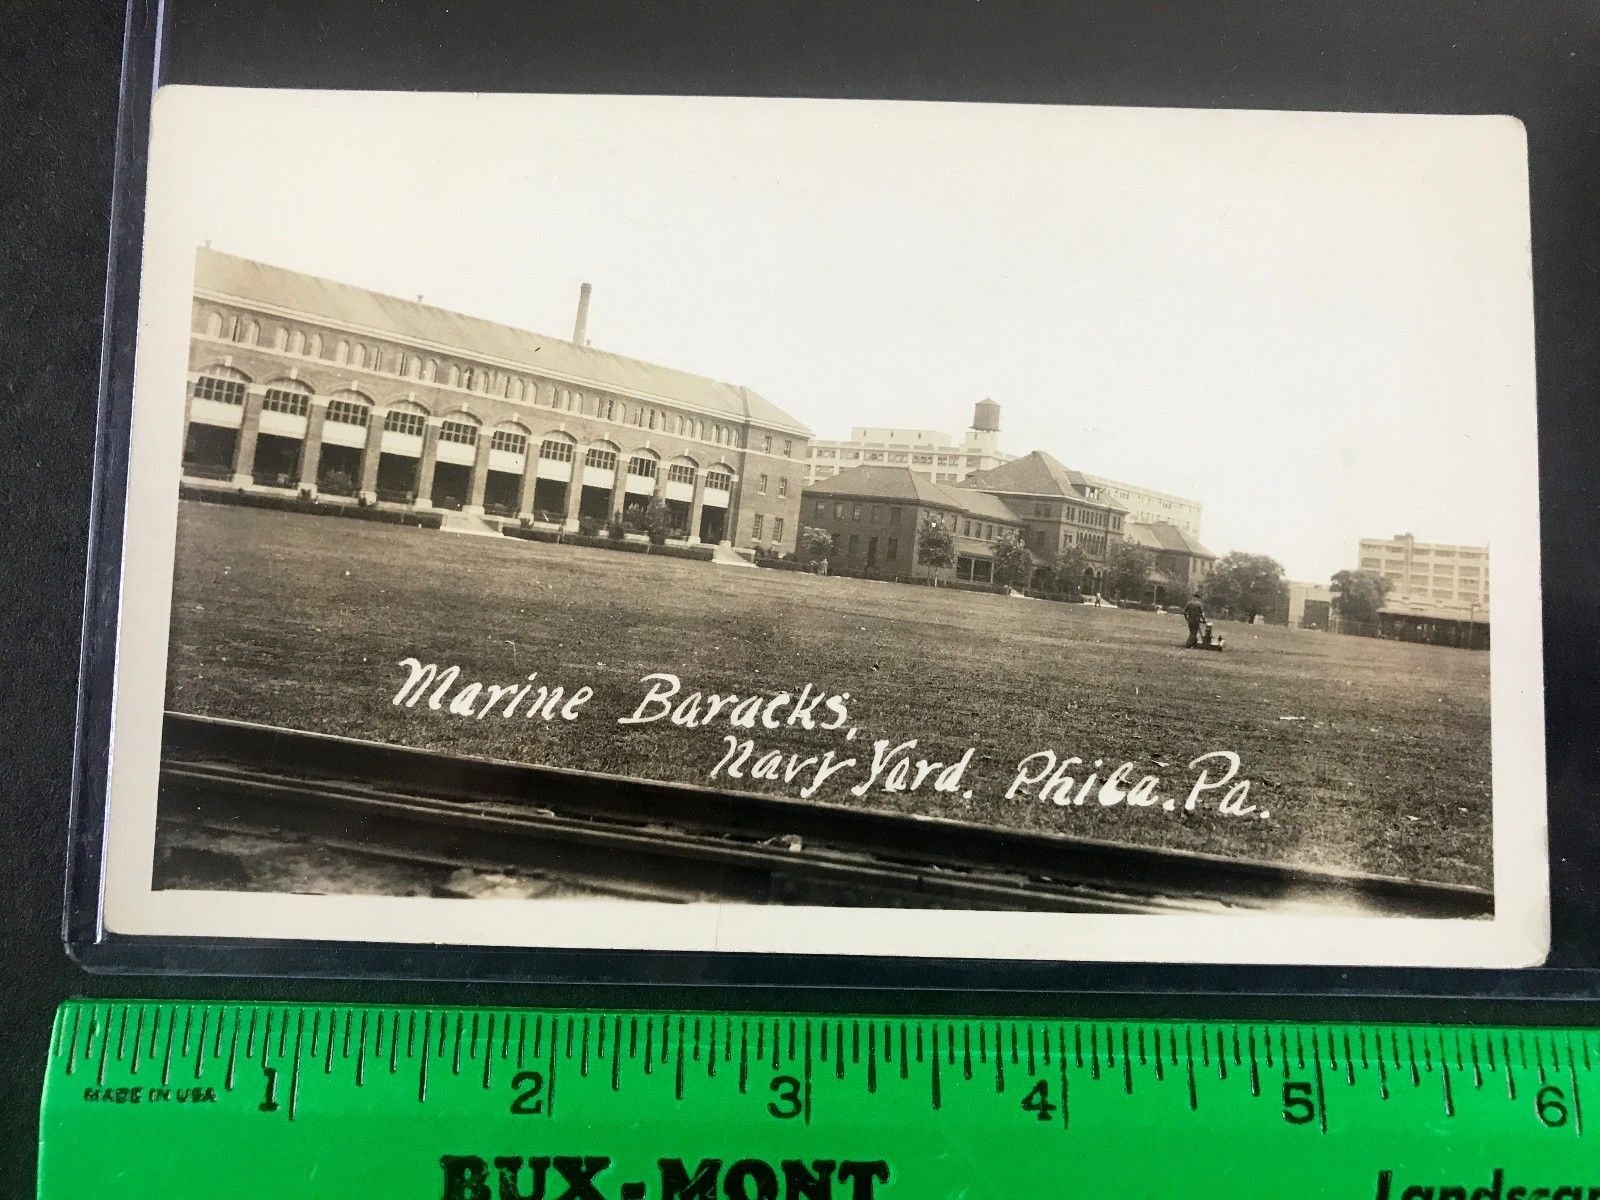 Marine Baracks,
Navy Yard. Phila. Pa.
1 2 3 4 5 6
MADE IN USA
BUX-MONT